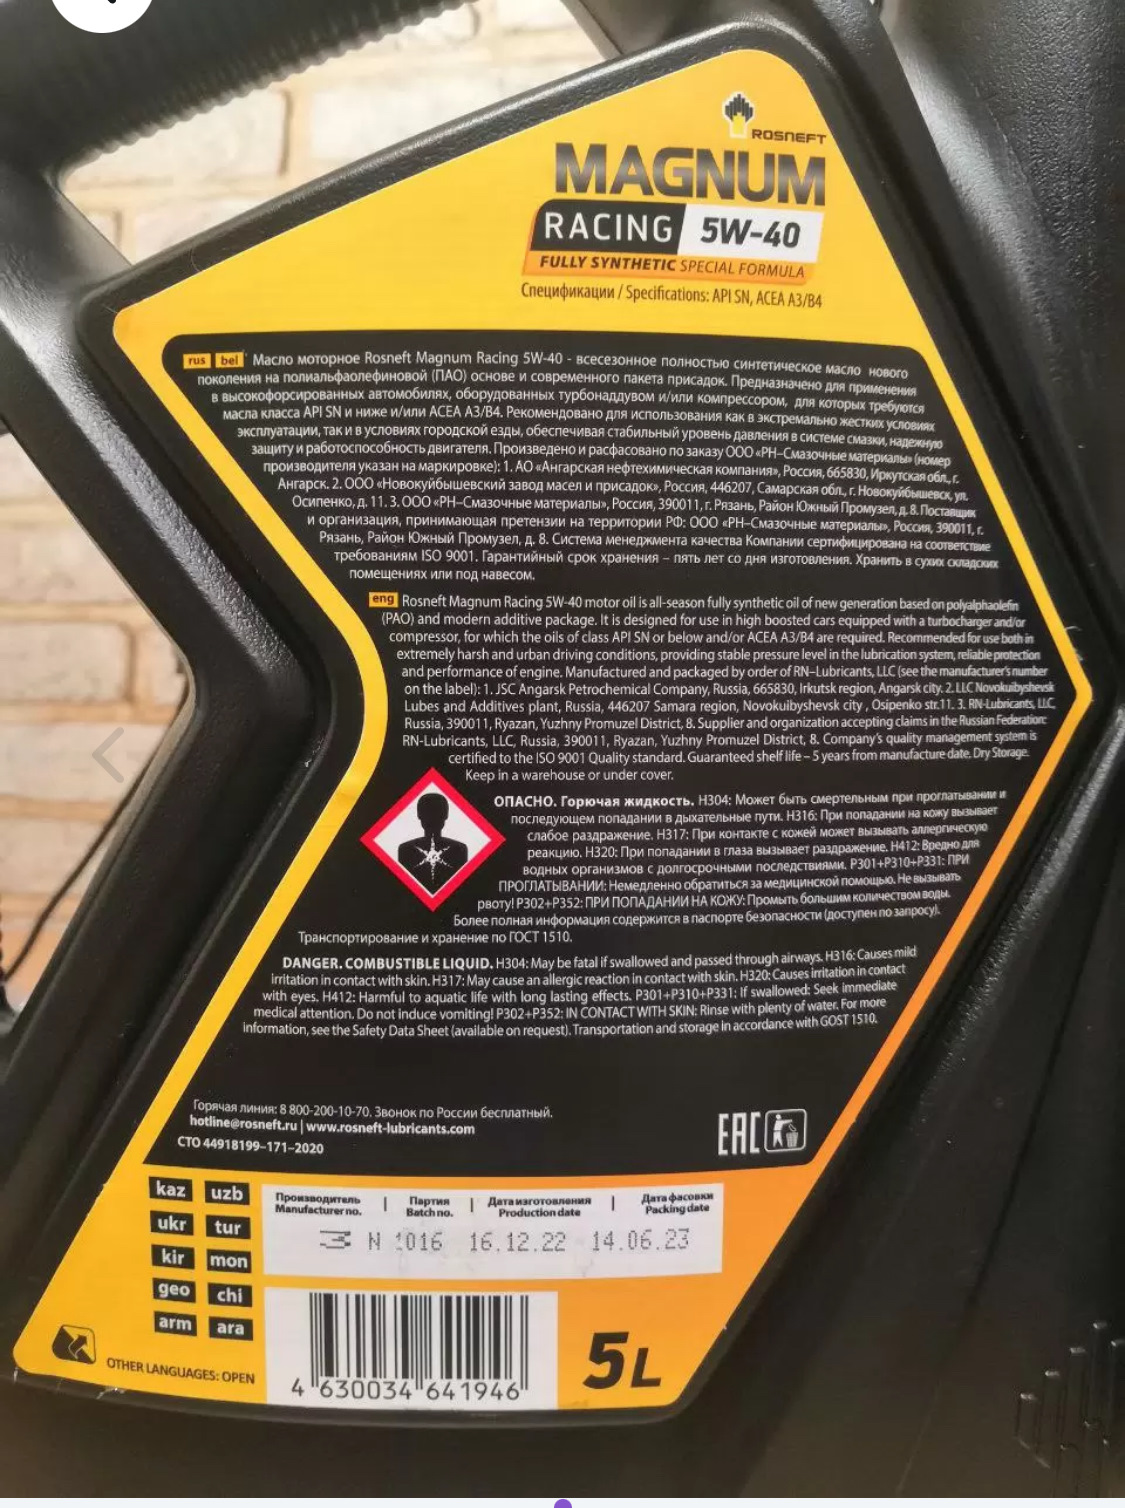 ROSNEFT
MAGNUM
RACING 5W-40
FULLY SYNTHETIC SPECIAL FORMULA
Спецификации / Specifications: API SN, ACEA A3/B4
rus bel Масло моторное Rosneft Magnum Racing 5W-40 - всесезонное полностью синтетическое масло нового
поколения на полиальфаолефиновой (ПАО) основе и современного пакета присадок. Предназначено для применения
в высокофорсированных автомобилях, оборудованных турбонаддувом и/или компрессором, для которых требуются
масла класса API SN и ниже и/или ACEA A3/B4. Рекомендовано для использования как в экстремально жестких условиях
эксплуатации, так и в условиях городской езды, обеспечивая стабильный уровень давления в системе смазки, надежную
защиту и работоспособность двигателя. Произведено и расфасовано по заказу ООО «РН–Смазочные материалы» (номер
производителя указан на маркировке): 1. АО «Ангарская нефтехимическая компания», Россия, 665830, Иркутская обл., г.
Ангарск. 2. ООО «Новокуйбышевский завод масел и присадок», Россия, 446207, Самарская обл., г. Новокуйбышевск, ул.
Осипенко, д. 11. 3. ООО «РН–Смазочные материалы», Россия, 390011, г. Рязань, Район Южный Промузел, д. 8. Поставщик
и организация, принимающая претензии на территории РФ: ООО «РН–Смазочные материалы», Россия, 390011, г.
Рязань, Район Южный Промузел, д. 8. Система менеджмента качества Компании сертифицирована на соответствие
требованиям ISO 9001. Гарантийный срок хранения – пять лет со дня изготовления. Хранить в сухих складских
помещениях или под навесом.
eng Rosneft Magnum Racing 5W-40 motor oil is all-season fully synthetic oil of new generation based on polyalphaolefin
(PAO) and modern additive package. It is designed for use in high boosted cars equipped with a turbocharger and/or
compressor, for which the oils of class API SN or below and/or ACEA A3/B4 are required. Recommended for use both in
extremely harsh and urban driving conditions, providing stable pressure level in the lubrication system, reliable protection
and performance of engine. Manufactured and packaged by order of RN–Lubricants, LLC (see the manufacturer's number
on the label): 1. JSC Angarsk Petrochemical Company, Russia, 665830, Irkutsk region, Angarsk city. 2. LLC Novokuibyshevsk
Lubes and Additives plant, Russia, 446207 Samara region, Novokuibyshevsk city , Osipenko str.11. 3. RN-Lubricants, LLC,
Russia, 390011, Ryazan, Yuzhny Promuzel District, 8. Supplier and organization accepting claims in the Russian Federation:
RN-Lubricants, LLC, Russia, 390011, Ryazan, Yuzhny Promuzel District, 8. Company's quality management system is
certified to the ISO 9001 Quality standard. Guaranteed shelf life – 5 years from manufacture date. Dry Storage.
Keep in a warehouse or under cover.
ОПАСНО. Горючая жидкость. H304: Может быть смертельным при проглатывании и
последующем попадании в дыхательные пути. H316: При попадании на кожу вызывает
слабое раздражение. H317: При контакте с кожей может вызывать аллергическую
реакцию. H320: При попадании в глаза вызывает раздражение. H412: Вредно для
водных организмов с долгосрочными последствиями. P301+P310+P331: ПРИ
ПРОГЛАТЫВАНИИ: Немедленно обратиться за медицинской помощью. Не вызывать
рвоту! P302+P352: ПРИ ПОПАДАНИИ НА КОЖУ: Промыть большим количеством воды.
Более полная информация содержится в паспорте безопасности (доступен по запросу).
Транспортирование и хранение по ГОСТ 1510.
DANGER. COMBUSTIBLE LIQUID. H304: May be fatal if swallowed and passed through airways. H316: Causes mild
irritation in contact with skin. H317: May cause an allergic reaction in contact with skin. H320: Causes irritation in contact
with eyes. H412: Harmful to aquatic life with long lasting effects. P301+P310+P331: If swallowed: Seek immediate
medical attention. Do not induce vomiting! P302+P352: IN CONTACT WITH SKIN: Rinse with plenty of water. For more
information, see the Safety Data Sheet (available on request). Transportation and storage in accordance with GOST 1510.
Горячая линия: 8 800-200-10-70. Звонок по России бесплатный.
hotline@rosneft.ru | www.rosneft-lubricants.com
СТО 44918199–171–2020
EAC
kaz uzb
ukr tur
kir mon
geo chi
arm ara
OTHER LANGUAGES: OPEN
Производитель | Партия | Дата изготовления | Дата фасовки
Manufacturer no. Batch no. Production date Packing date
N 1016 16.12.22 14.06.23
4 630034 641946
5L